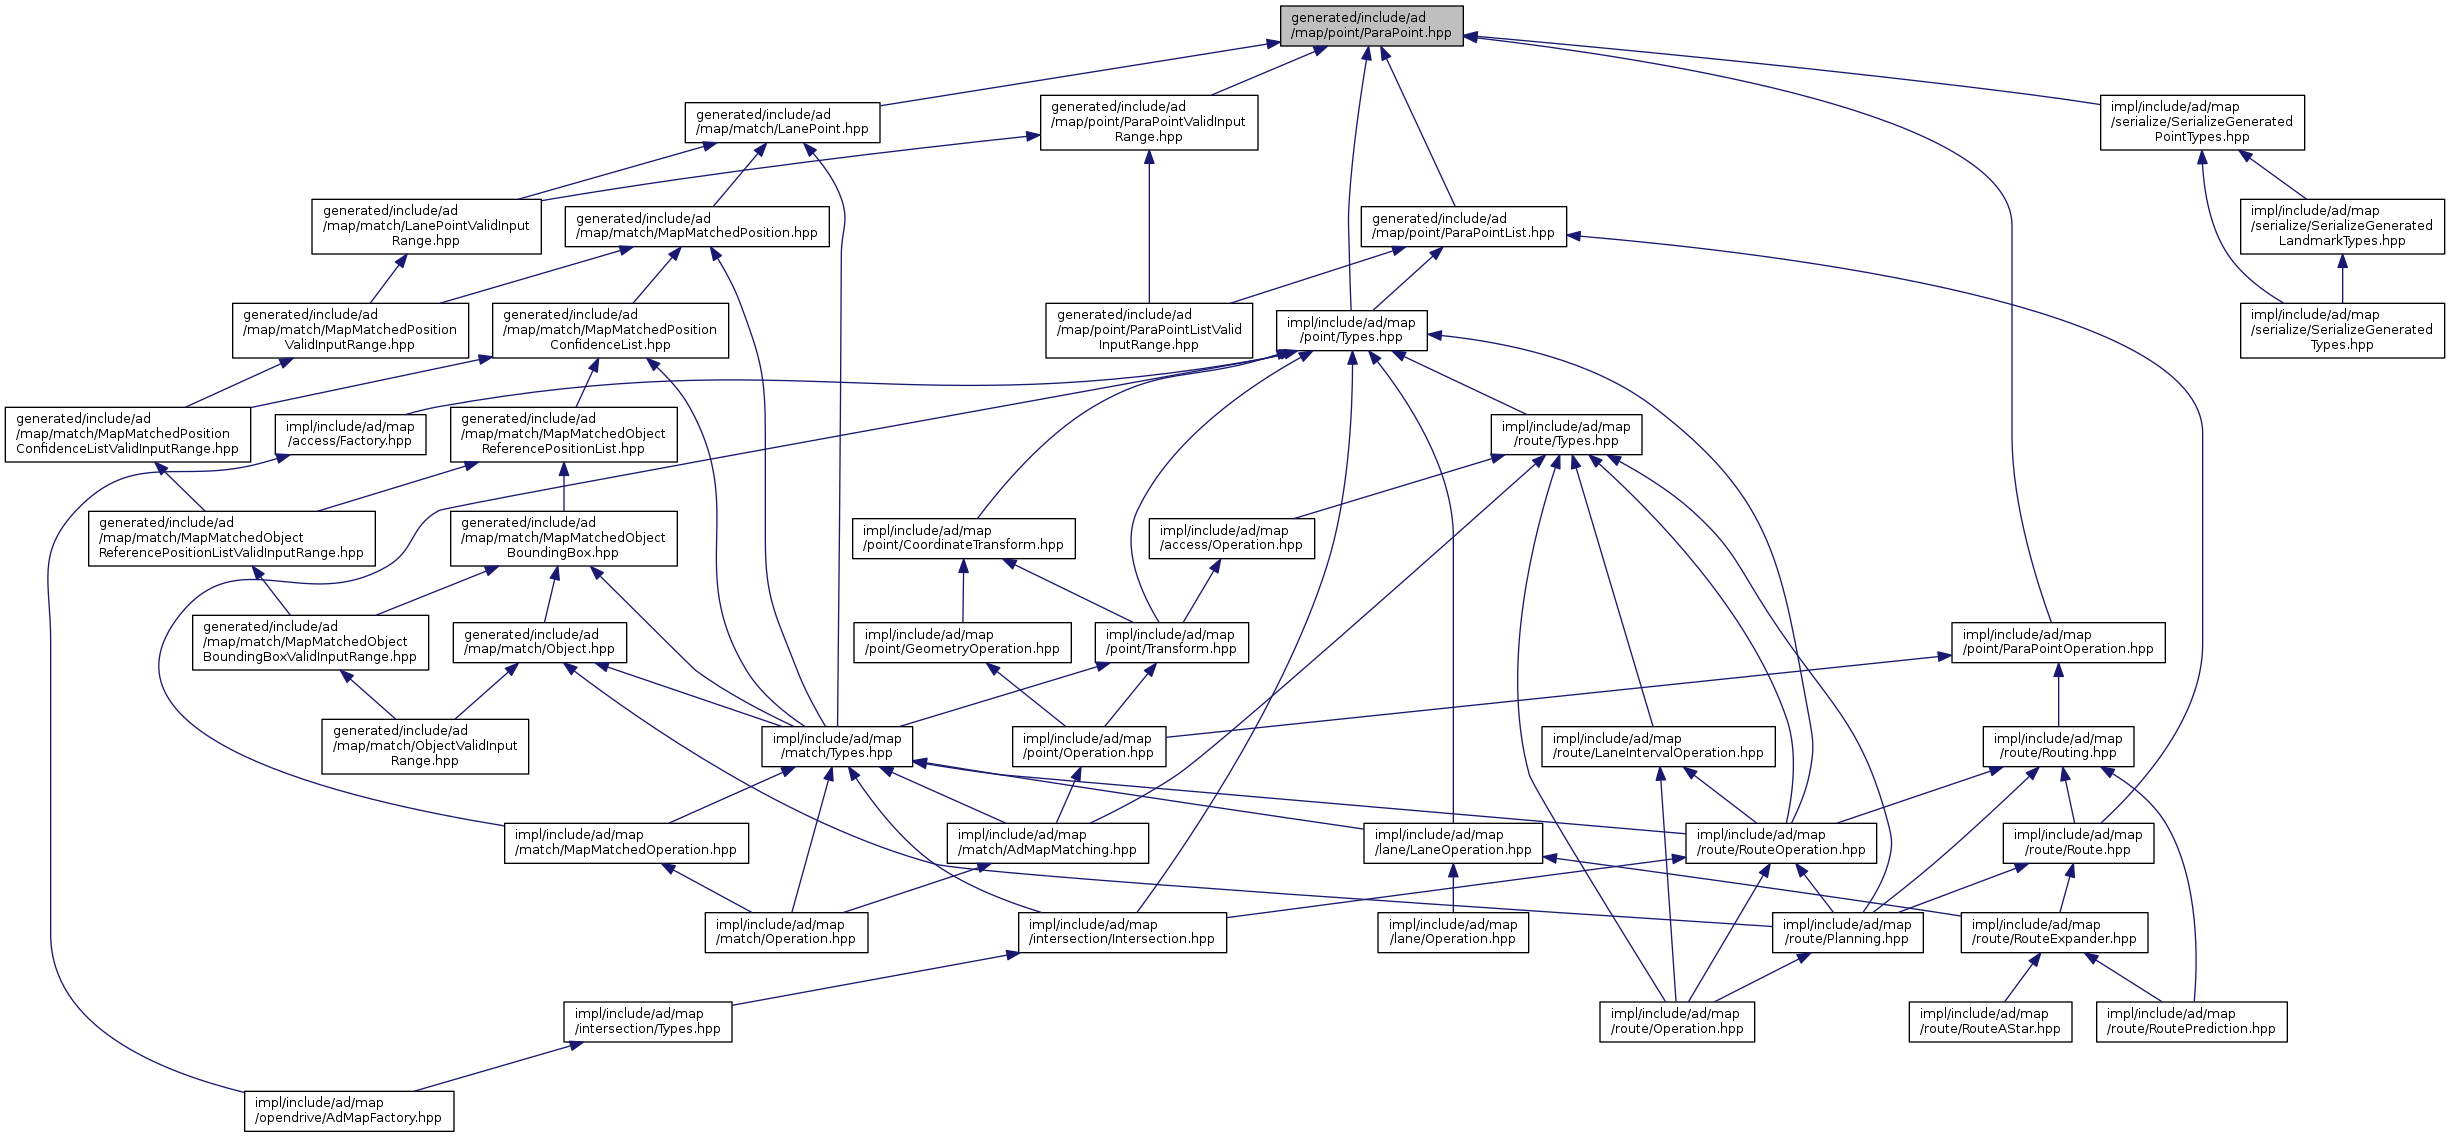 generated/include/ad
/map/point/ParaPoint.hpp
generated/include/ad
/map/match/LanePoint.hpp
generated/include/ad
/map/point/ParaPointValidInput
Range.hpp
impl/include/ad/map
/serialize/SerializeGenerated
PointTypes.hpp
generated/include/ad
/map/match/LanePointValidInput
Range.hpp
generated/include/ad
/map/match/MapMatchedPosition.hpp
generated/include/ad
/map/point/ParaPointList.hpp
impl/include/ad/map
/serialize/SerializeGenerated
LandmarkTypes.hpp
generated/include/ad
/map/match/MapMatchedPosition
ValidInputRange.hpp
generated/include/ad
/map/match/MapMatchedPosition
ConfidenceList.hpp
generated/include/ad
/map/point/ParaPointListValid
InputRange.hpp
impl/include/ad/map
/point/Types.hpp
impl/include/ad/map
/serialize/SerializeGenerated
Types.hpp
generated/include/ad
/map/match/MapMatchedPosition
ConfidenceListValidInputRange.hpp
impl/include/ad/map
/access/Factory.hpp
generated/include/ad
/map/match/MapMatchedObject
ReferencePositionList.hpp
impl/include/ad/map
/route/Types.hpp
generated/include/ad
/map/match/MapMatchedObject
ReferencePositionListValidInputRange.hpp
generated/include/ad
/map/match/MapMatchedObject
BoundingBox.hpp
impl/include/ad/map
/point/CoordinateTransform.hpp
impl/include/ad/map
/access/Operation.hpp
generated/include/ad
/map/match/MapMatchedObject
BoundingBoxValidInputRange.hpp
generated/include/ad
/map/match/Object.hpp
impl/include/ad/map
/point/GeometryOperation.hpp
impl/include/ad/map
/point/Transform.hpp
impl/include/ad/map
/point/ParaPointOperation.hpp
generated/include/ad
/map/match/ObjectValidInput
Range.hpp
impl/include/ad/map
/match/Types.hpp
impl/include/ad/map
/point/Operation.hpp
impl/include/ad/map
/route/LaneIntervalOperation.hpp
impl/include/ad/map
/route/Routing.hpp
impl/include/ad/map
/match/MapMatchedOperation.hpp
impl/include/ad/map
/match/AdMapMatching.hpp
impl/include/ad/map
/lane/LaneOperation.hpp
impl/include/ad/map
/route/RouteOperation.hpp
impl/include/ad/map
/route/Route.hpp
impl/include/ad/map
/match/Operation.hpp
impl/include/ad/map
/intersection/Intersection.hpp
impl/include/ad/map
/lane/Operation.hpp
impl/include/ad/map
/route/Planning.hpp
impl/include/ad/map
/route/RouteExpander.hpp
impl/include/ad/map
/intersection/Types.hpp
impl/include/ad/map
/route/Operation.hpp
impl/include/ad/map
/route/RouteAStar.hpp
impl/include/ad/map
/route/RoutePrediction.hpp
impl/include/ad/map
/opendrive/AdMapFactory.hpp